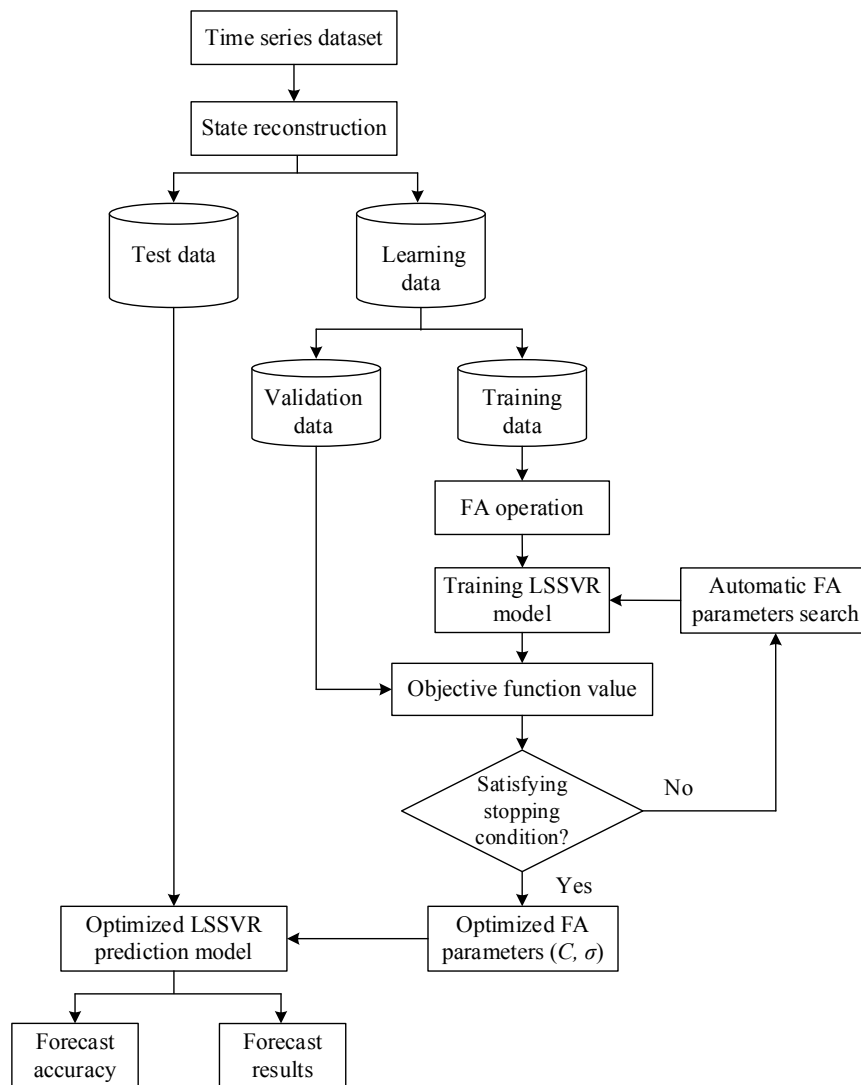 Time series dataset
State reconstruction
Test data
Learning
data
Validation
data
Training
data
FA operation
Training LSSVR
model
Automatic FA
parameters search
Objective function value
Satisfying
stopping
condition?
No
Yes
Optimized LSSVR
prediction model
Optimized FA
parameters (C, σ)
Forecast
accuracy
Forecast
results